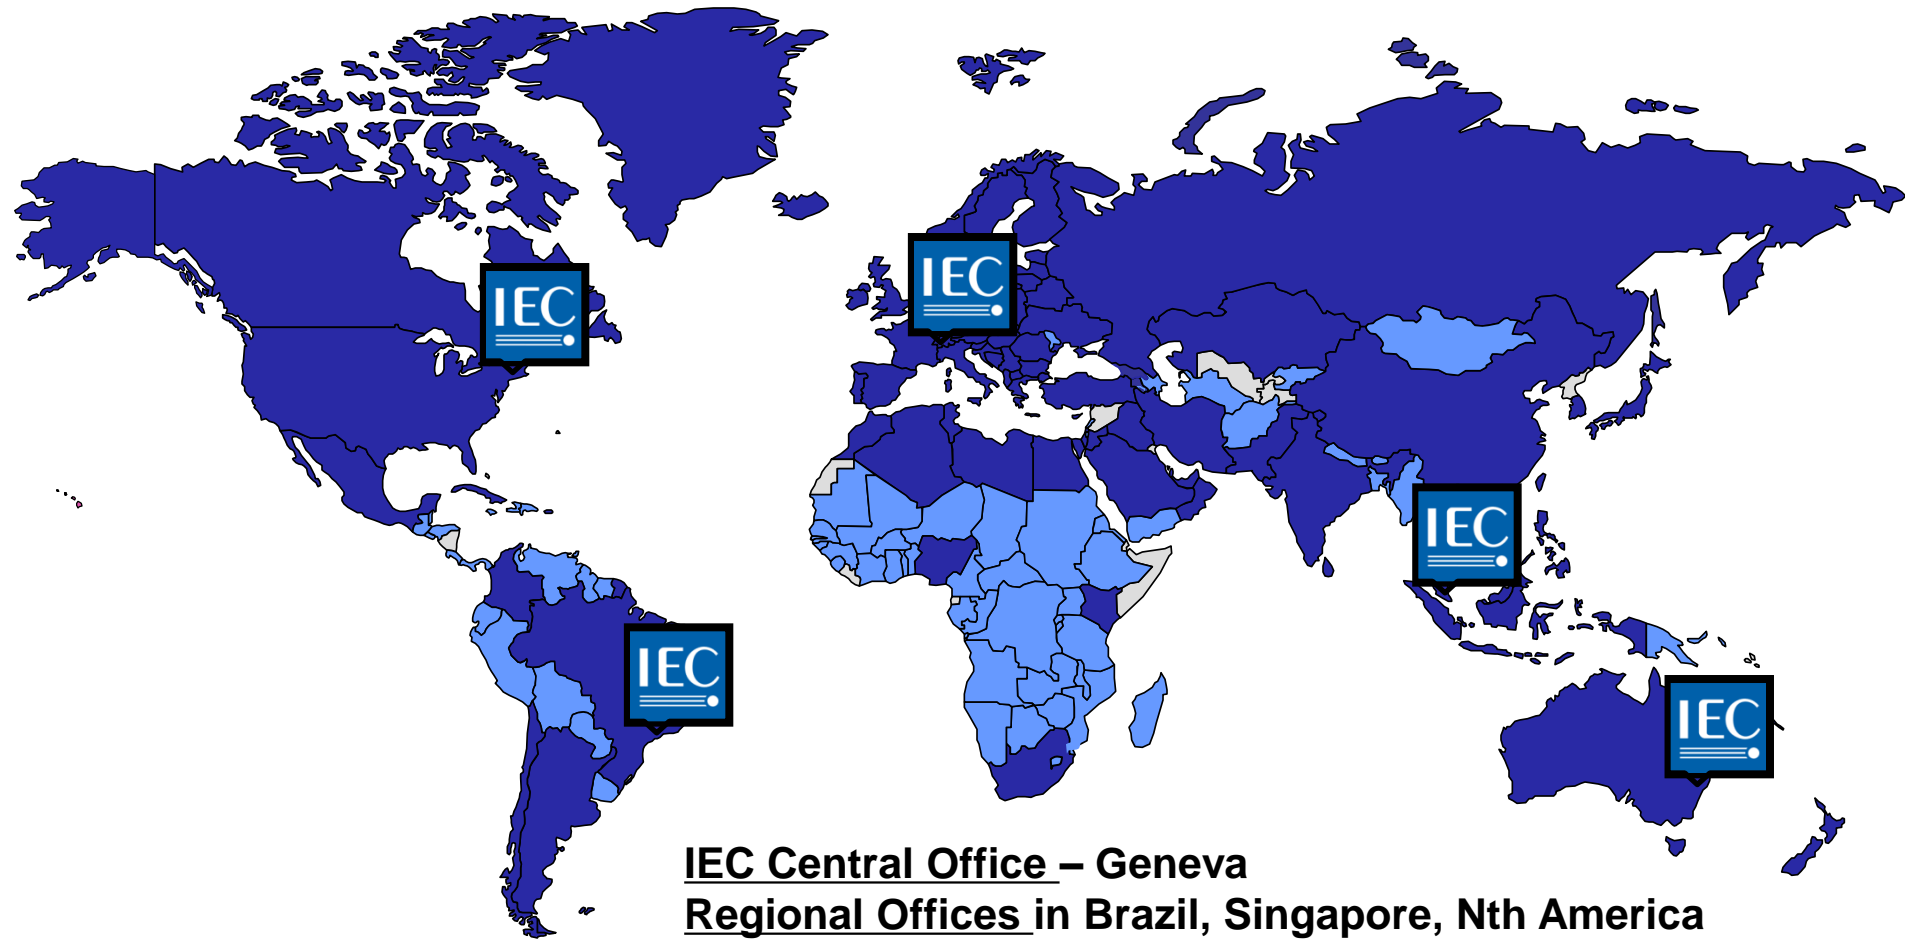 IEC
IEC
IEC
IEC
IEC
IEC Central Office – Geneva
Regional Offices in Brazil, Singapore, Nth America